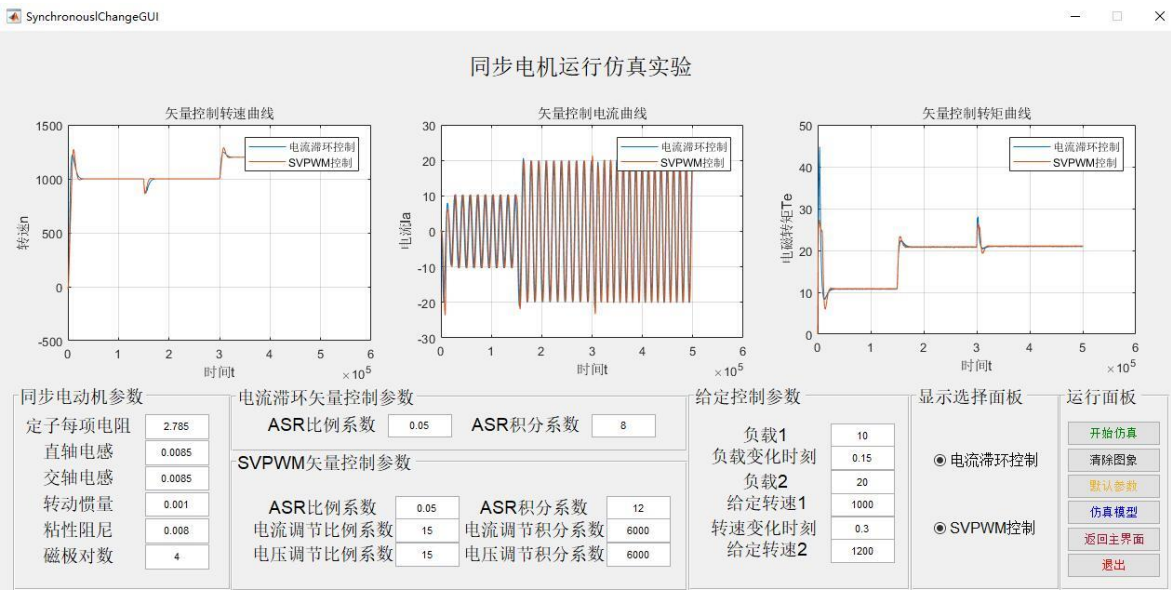 SynchronouslChangeGUI
同步电机运行仿真实验
矢量控制转速曲线
1500
1000
500
0
-500
转速n
电流滞环控制
SVPWM控制
0 1 2 3 4 5 6
时间t
×10^5
矢量控制电流曲线
30
20
10
0
-10
-20
-30
电流Ia
电流滞环控制
SVPWM控制
0 1 2 3 4 5 6
时间t
×10^5
矢量控制转矩曲线
50
40
30
20
10
0
电磁转矩Te
电流滞环控制
SVPWM控制
0 1 2 3 4 5 6
时间t
×10^5
同步电动机参数
定子每项电阻 2.785
直轴电感 0.0085
交轴电感 0.0085
转动惯量 0.001
粘性阻尼 0.008
磁极对数 4
电流滞环矢量控制参数
ASR比例系数 0.05 ASR积分系数 8
SVPWM矢量控制参数
ASR比例系数 0.05 ASR积分系数 12
电流调节比例系数 15 电流调节积分系数 6000
电压调节比例系数 15 电压调节积分系数 6000
给定控制参数
负载1 10
负载变化时刻 0.15
负载2 20
给定转速1 1000
转速变化时刻 0.3
给定转速2 1200
显示选择面板
电流滞环控制
SVPWM控制
运行面板
开始仿真
清除图象
默认参数
仿真模型
返回主界面
退出